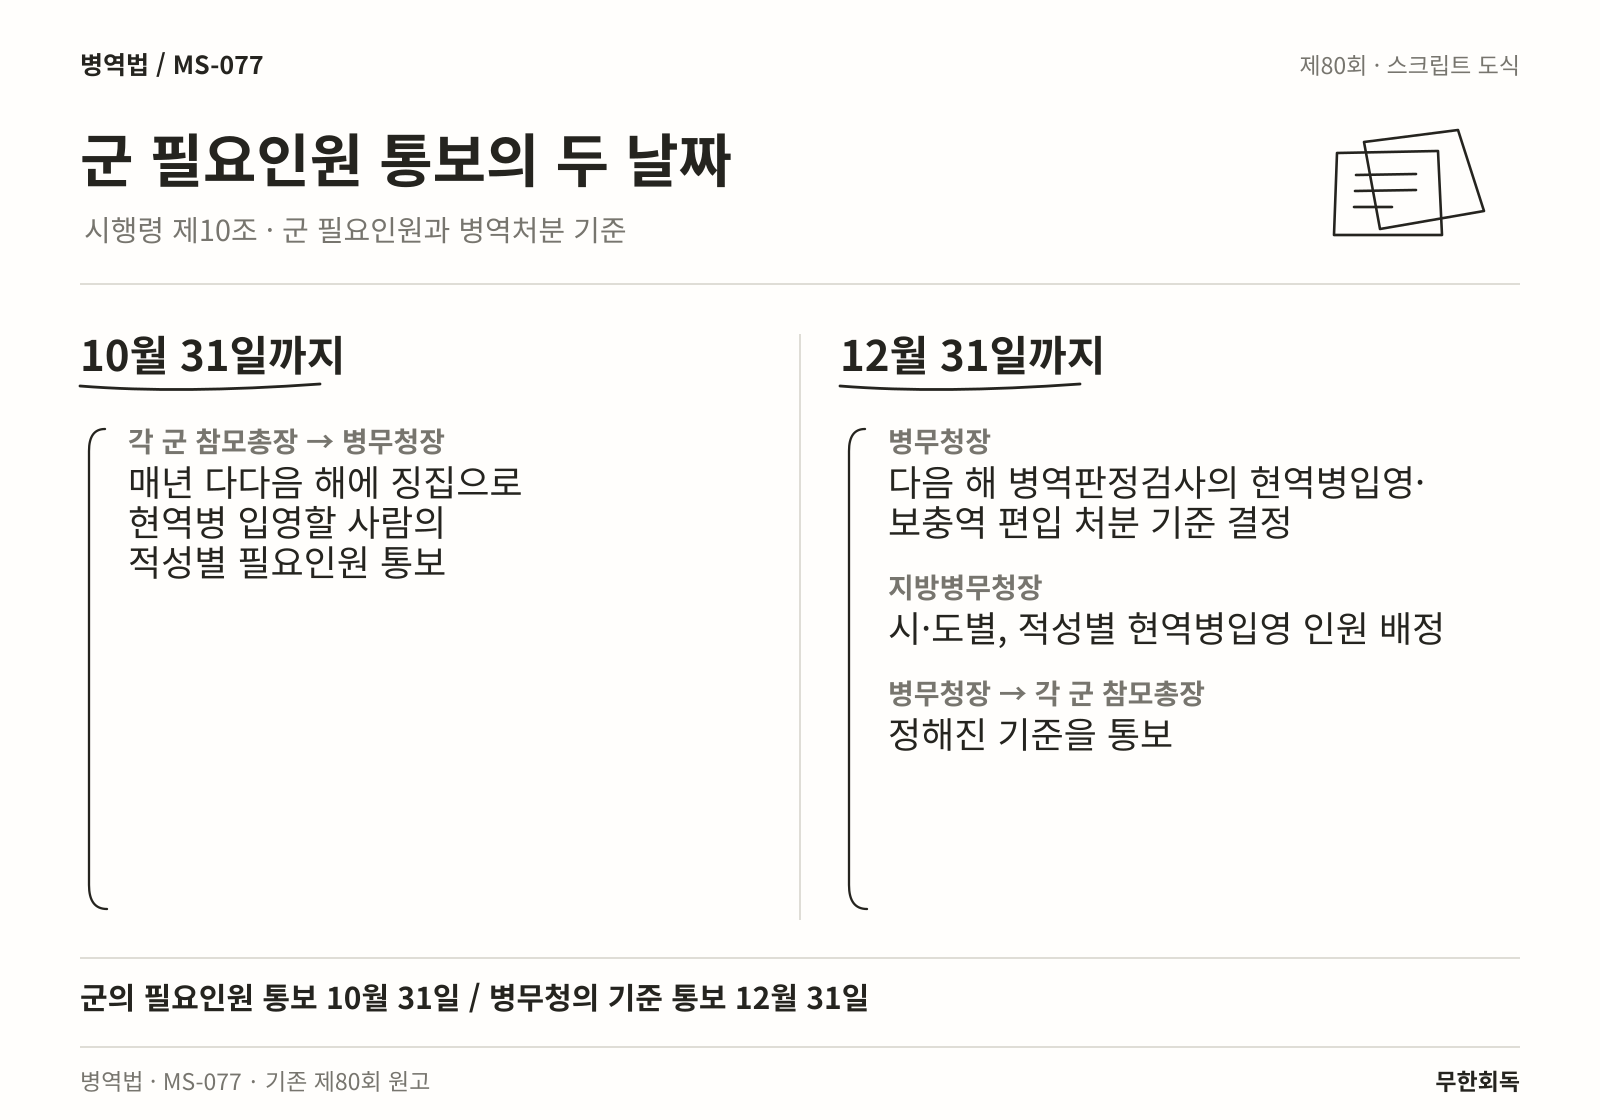 병역법 / MS-077
제80회 · 스크립트 도식
군 필요인원 통보의 두 날짜
시행령 제10조 · 군 필요인원과 병역처분 기준
10월 31일까지
각 군 참모총장 → 병무청장
매년 다다음 해에 징집으로
현역병 입영할 사람의
적성별 필요인원 통보
12월 31일까지
병무청장
다음 해 병역판정검사의 현역병입영·
보충역 편입 처분 기준 결정
지방병무청장
시·도별, 적성별 현역병입영 인원 배정
병무청장 → 각 군 참모총장
정해진 기준을 통보
군의 필요인원 통보 10월 31일 / 병무청의 기준 통보 12월 31일
병역법 · MS-077 · 기존 제80회 원고
무한회독